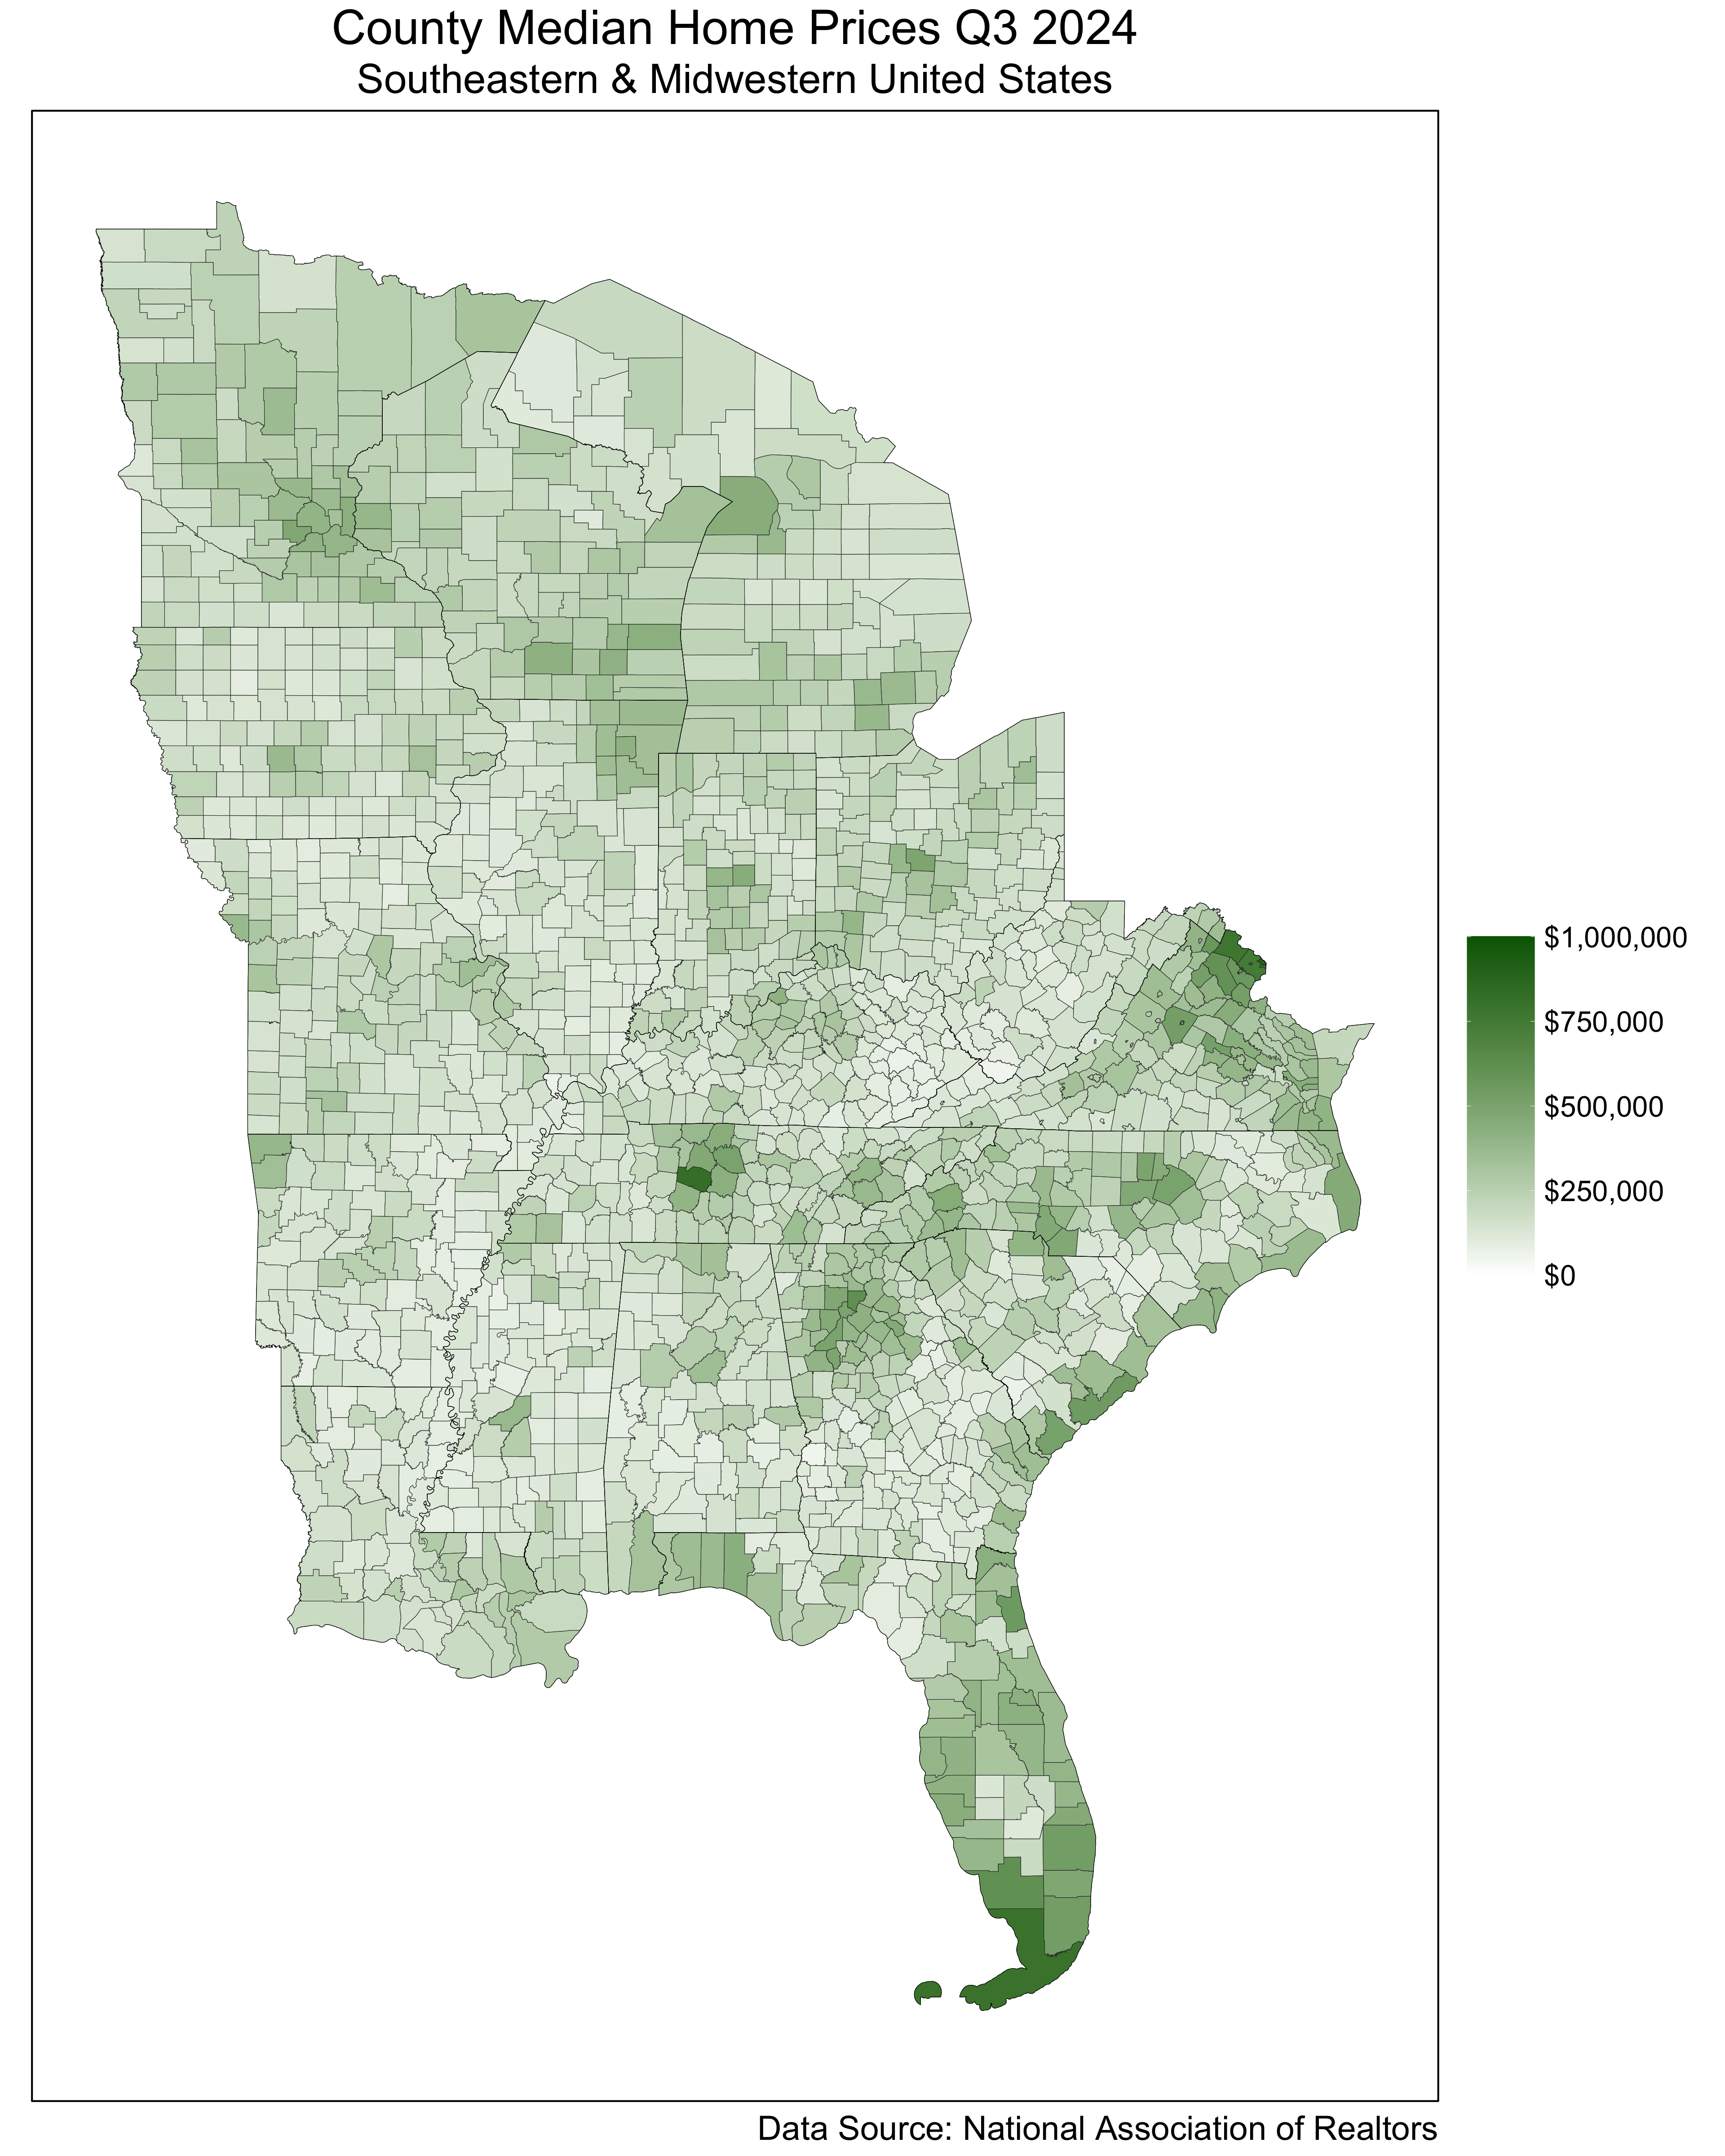 County Median Home Prices Q3 2024
Southeastern & Midwestern United States
$1,000,000
$750,000
$500,000
$250,000
$0
Data Source: National Association of Realtors